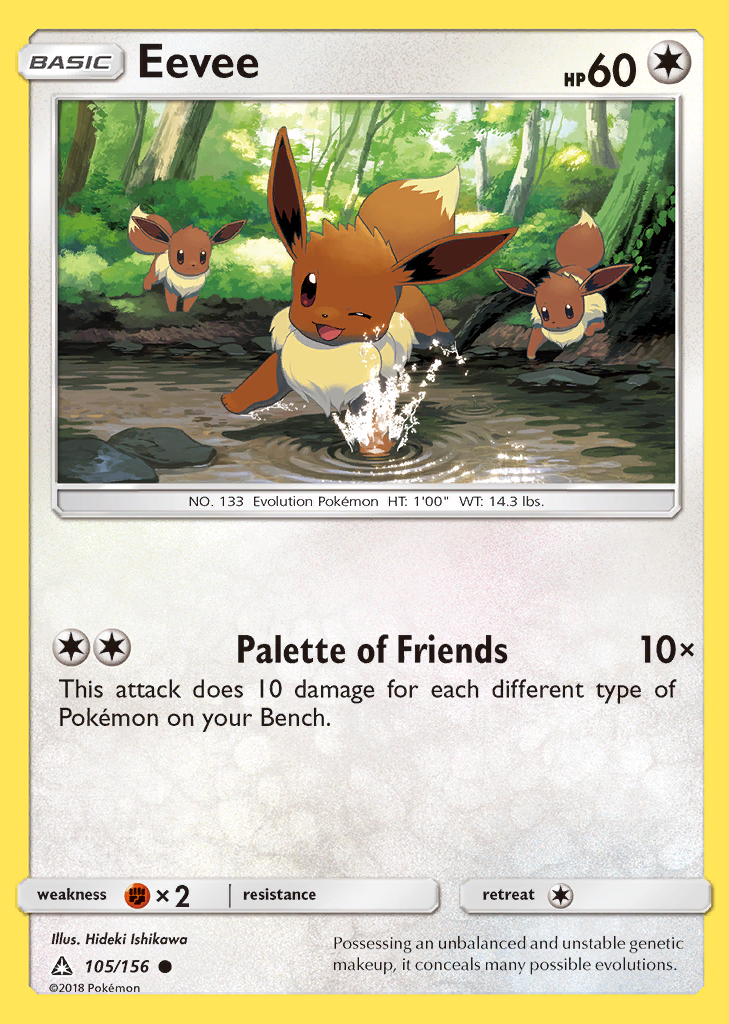 BASIC Eevee HP60
NO. 133 Evolution Pokémon HT: 1'00" WT: 14.3 lbs.
Palette of Friends 10×
This attack does 10 damage for each different type of
Pokémon on your Bench.
weakness ×2 resistance retreat
Illus. Hideki Ishikawa
105/156
©2018 Pokémon
Possessing an unbalanced and unstable genetic
makeup, it conceals many possible evolutions.